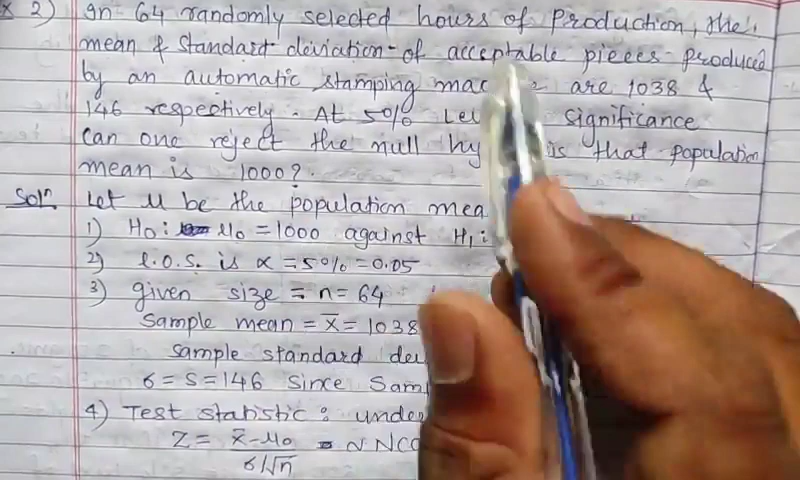 x 2) In 64 randomly selected hours of Production, the
mean & Standard deviation of acceptable pieces produced
by an automatic stamping are 1038 &
146 respectively. At 5% significance
can one reject the null that population
mean is 1000?
Soln Let μ be the population
1) H0: μ0 = 1000 against H1:
2) l.o.s. is α = 5% = 0.05
3) given size = n = 64
Sample mean = x̄ = 1038
Sample standard
σ = S = 146 since
4) Test statistic: under
Z = x̄ - μ0 / σ/√n ~ N(0